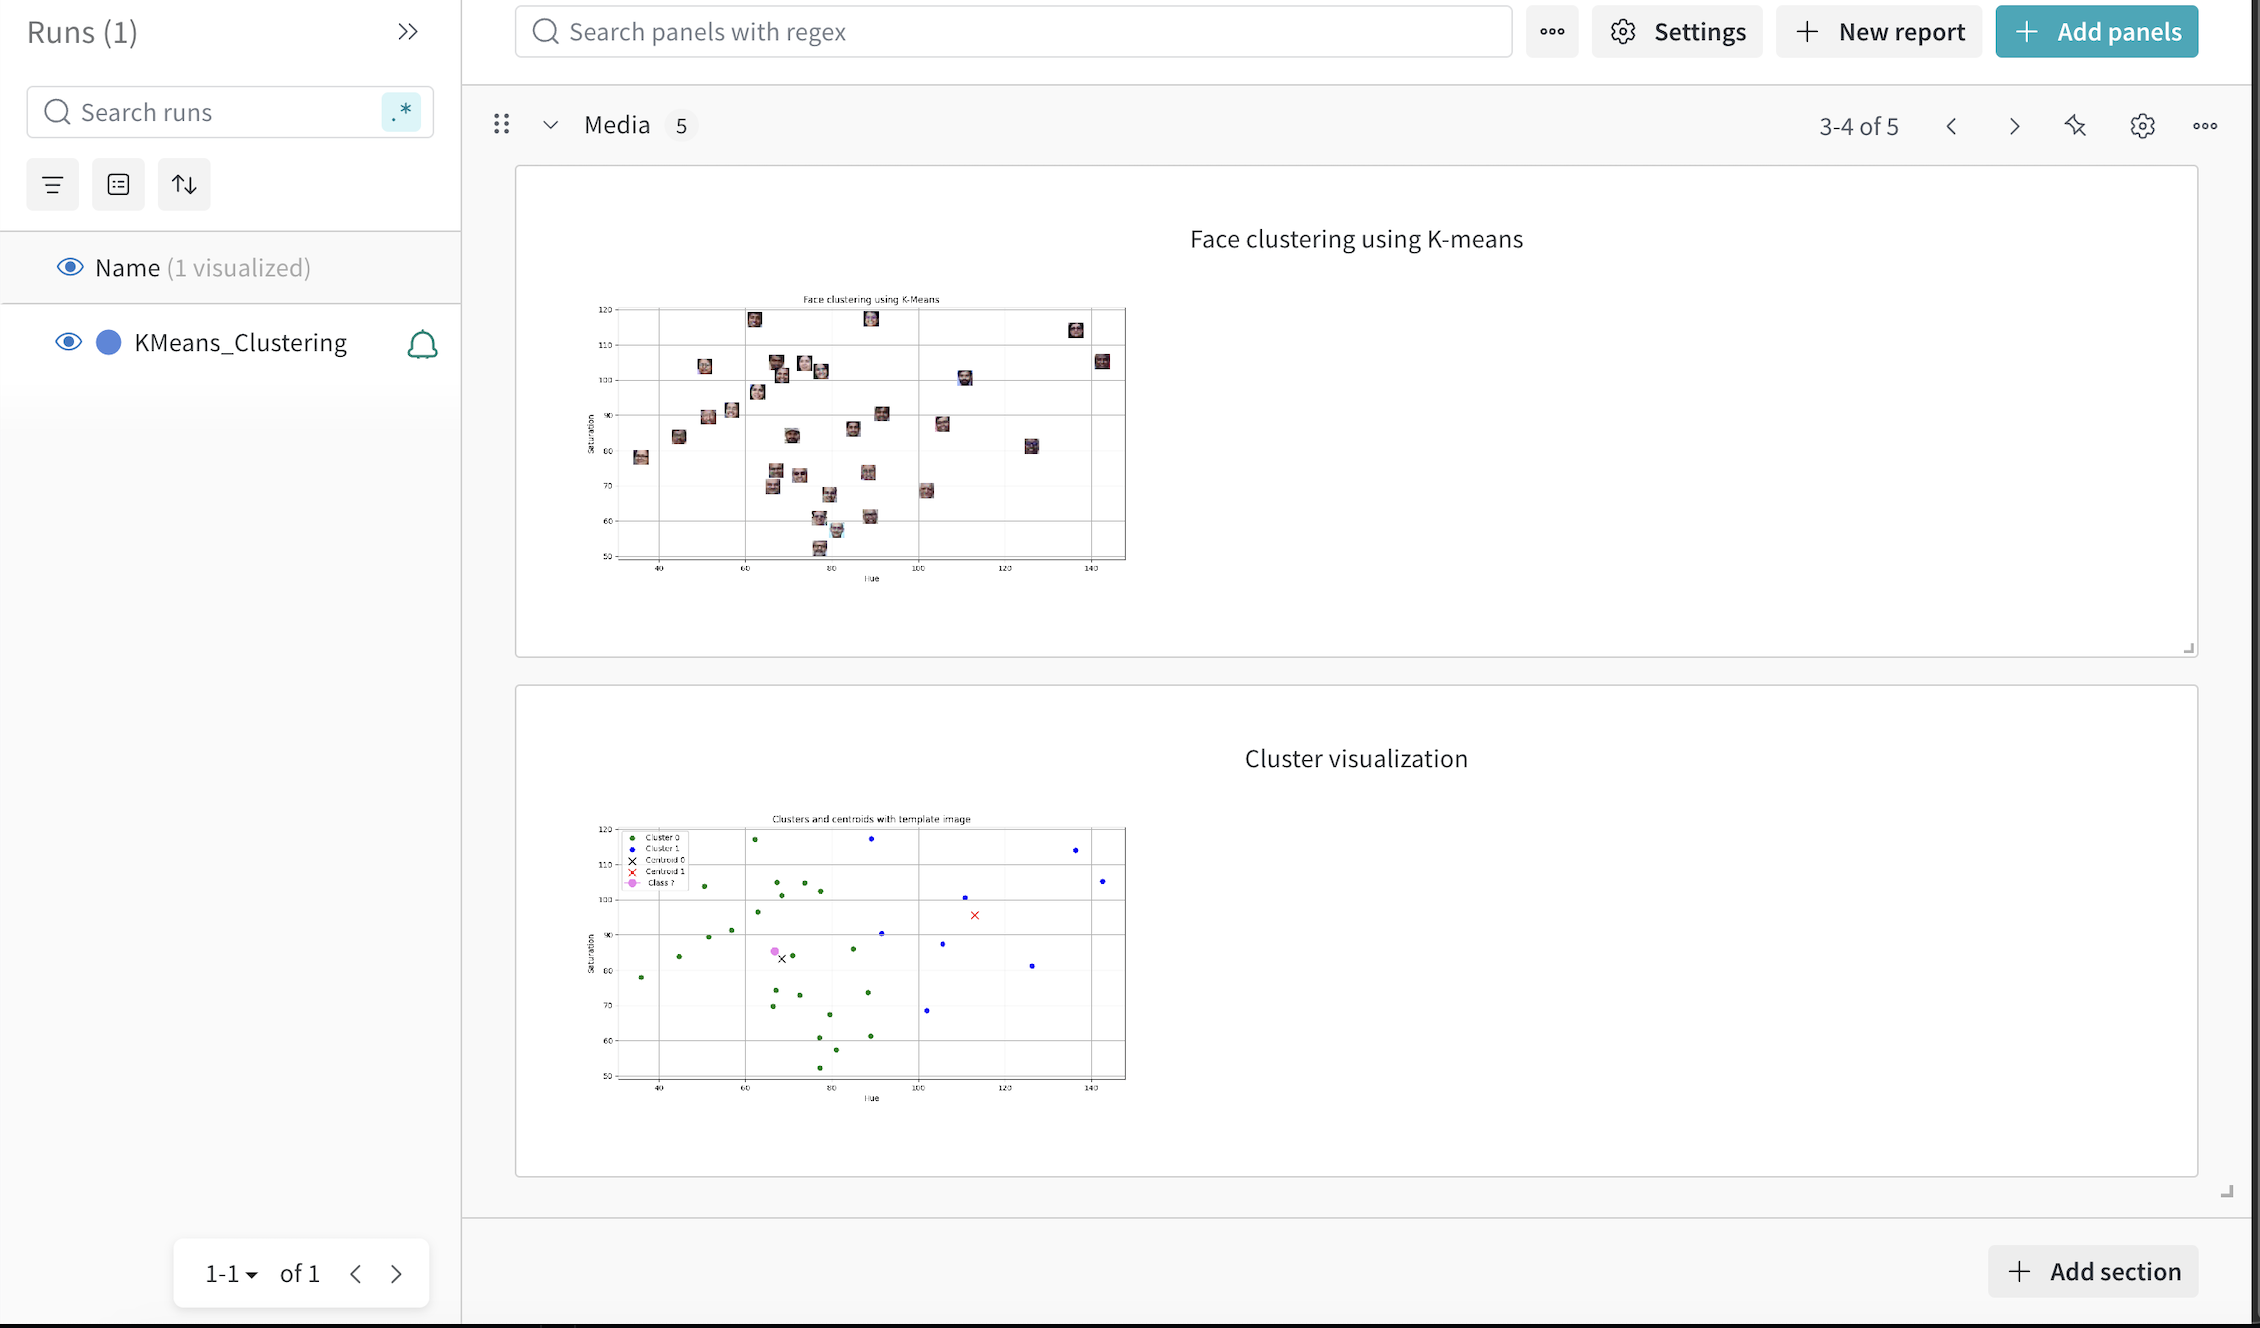 Runs (1)
Search runs
.*
Name (1 visualized)
KMeans_Clustering
1-1 of 1
Search panels with regex
Settings
New report
Add panels
Media 5
3-4 of 5
Face clustering using K-means
Face clustering using K-Means
120
110
100
90
80
70
60
50
Saturation
40 60 80 100 120 140
Hue
Cluster visualization
Clusters and centroids with template image
Cluster 0
Cluster 1
Centroid 0
Centroid 1
Class ?
120
110
100
90
80
70
60
50
Saturation
40 60 80 100 120 140
Hue
Add section